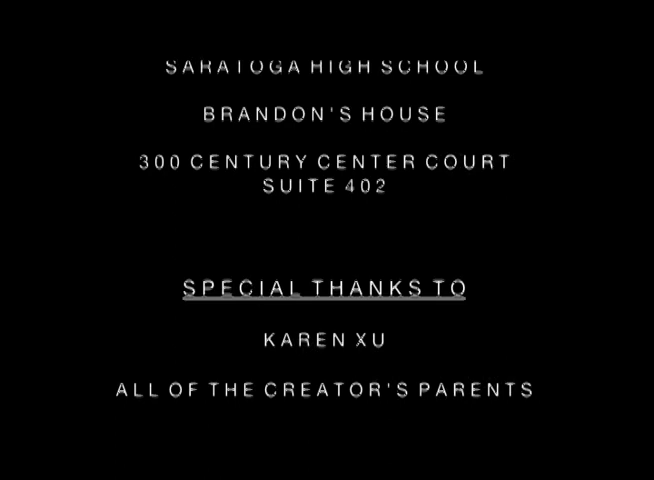 SARATOGA HIGH SCHOOL
BRANDON'S HOUSE
300 CENTURY CENTER COURT
SUITE 402
SPECIAL THANKS TO
KAREN XU
ALL OF THE CREATOR'S PARENTS